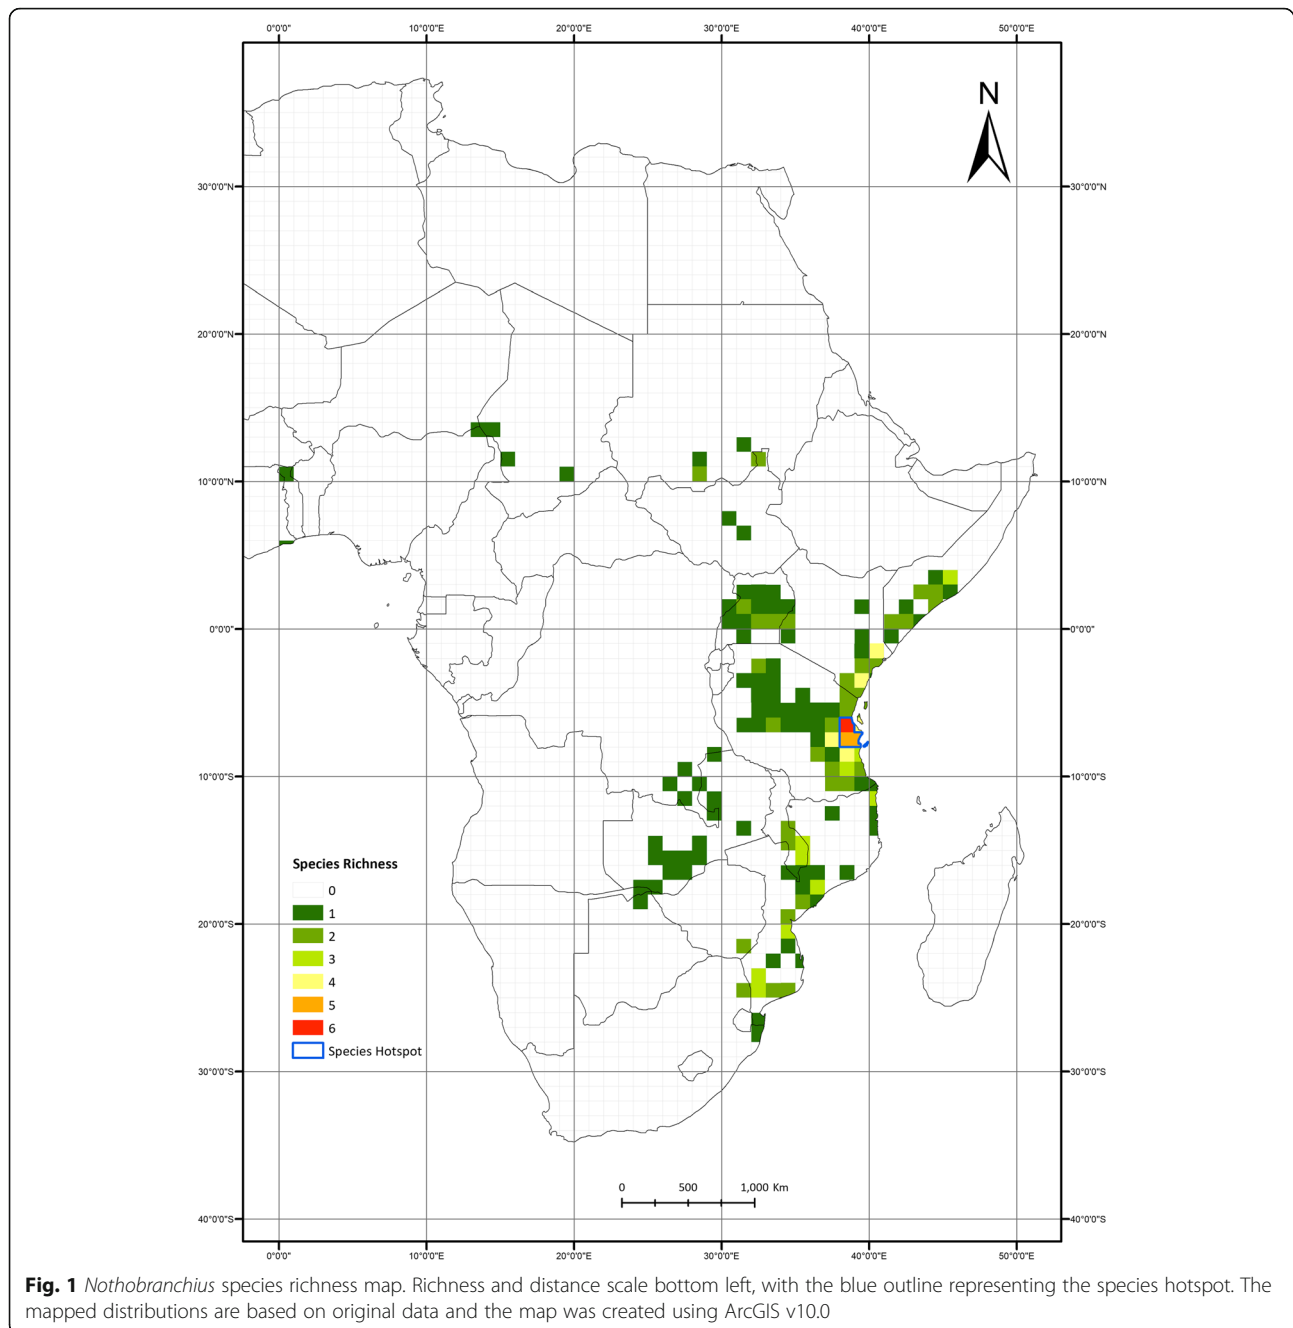 0°0'0" 10°0'0"E 20°0'0"E 30°0'0"E 40°0'0"E 50°0'0"E
N
30°0'0"N 30°0'0"N
20°0'0"N 20°0'0"N
10°0'0"N 10°0'0"N
0°0'0" 0°0'0"
10°0'0"S 10°0'0"S
Species Richness
0
1
20°0'0"S 20°0'0"S
2
3
4
5
6
Species Hotspot
30°0'0"S 30°0'0"S
0 500 1,000 Km
40°0'0"S 40°0'0"S
0°0'0" 10°0'0"E 20°0'0"E 30°0'0"E 40°0'0"E 50°0'0"E
Fig. 1 Nothobranchius species richness map. Richness and distance scale bottom left, with the blue outline representing the species hotspot. The
mapped distributions are based on original data and the map was created using ArcGIS v10.0